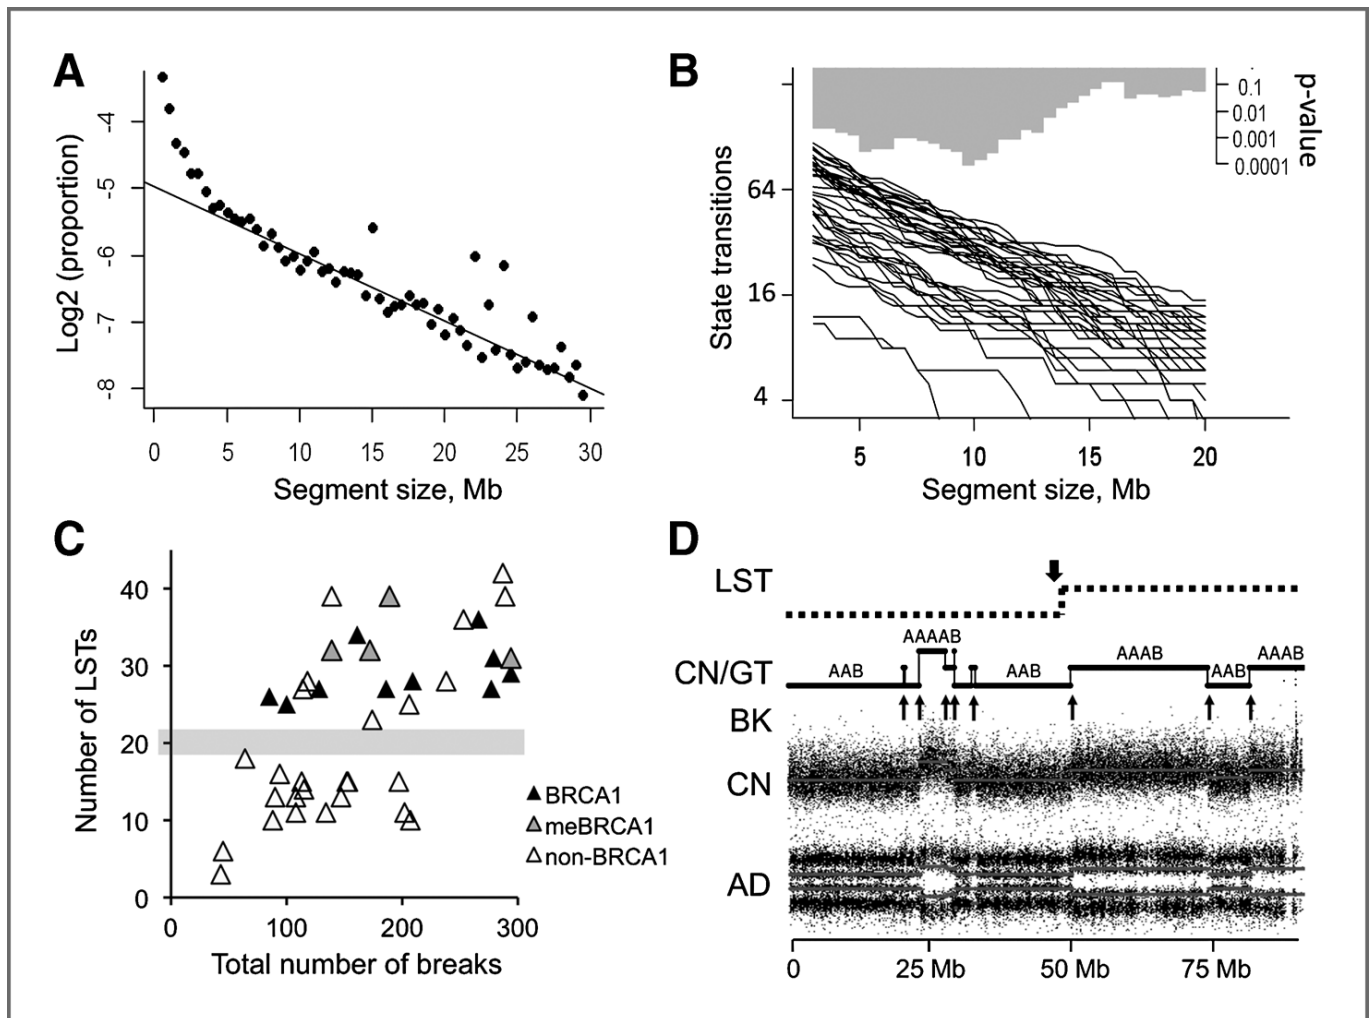 A
Log2 (proportion)
-4
-5
-6
-7
-8
0 5 10 15 20 25 30
Segment size, Mb
B
State transitions
64
16
4
5 10 15 20
Segment size, Mb
0.1
0.01
0.001
0.0001
p-value
C
Number of LSTs
40
30
20
10
0
0 100 200 300
Total number of breaks
BRCA1
meBRCA1
non-BRCA1
D
LST
AAAAB
AAB AAB AAAB AAB AAAB
CN/GT
BK
CN
AD
0 25 Mb 50 Mb 75 Mb